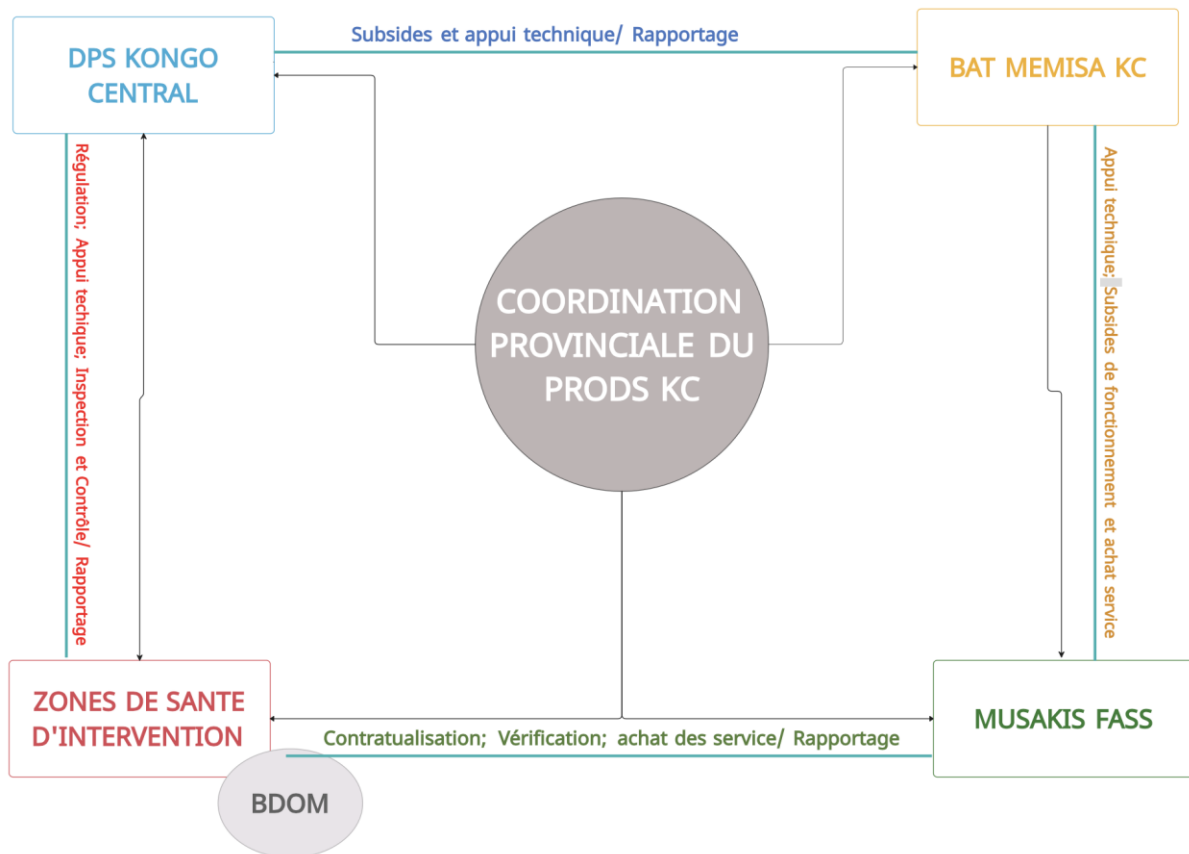 Subsides et appui technique/ Rapportage
DPS KONGO
CENTRAL
BAT MEMISA KC
Régulation; Appui techique; Inspection et Contrôle/ Rapportage
Appui technique; Subsides de fonctionnement et achat service
COORDINATION
PROVINCIALE DU
PRODS KC
ZONES DE SANTE
D'INTERVENTION
MUSAKIS FASS
Contratualisation; Vérification; achat des service/ Rapportage
BDOM